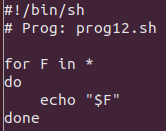 #!/bin/sh
# Prog: prog12.sh

for F in *
do
    echo "$F"
done